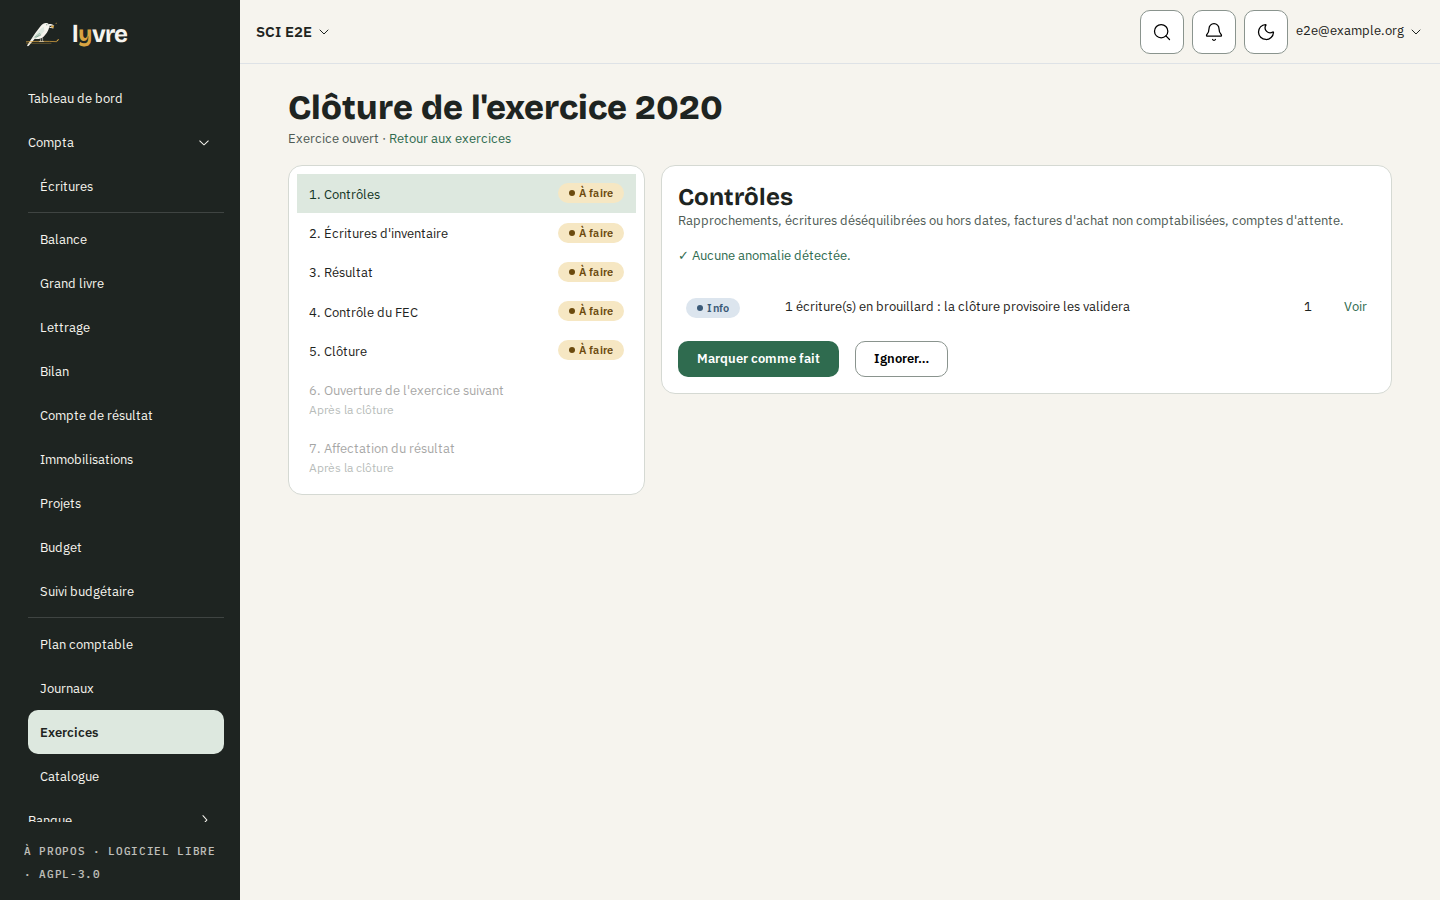 lyvre
Tableau de bord
Compta
Écritures
Balance
Grand livre
Lettrage
Bilan
Compte de résultat
Immobilisations
Projets
Budget
Suivi budgétaire
Plan comptable
Journaux
Exercices
Catalogue
Banque
À PROPOS · LOGICIEL LIBRE
· AGPL-3.0
SCI E2E
e2e@example.org
Clôture de l'exercice 2020
Exercice ouvert · Retour aux exercices
1. Contrôles À faire
2. Écritures d'inventaire À faire
3. Résultat À faire
4. Contrôle du FEC À faire
5. Clôture À faire
6. Ouverture de l'exercice suivant
Après la clôture
7. Affectation du résultat
Après la clôture
Contrôles
Rapprochements, écritures déséquilibrées ou hors dates, factures d'achat non comptabilisées, comptes d'attente.
✓ Aucune anomalie détectée.
Info 1 écriture(s) en brouillard : la clôture provisoire les validera 1 Voir
Marquer comme fait Ignorer...